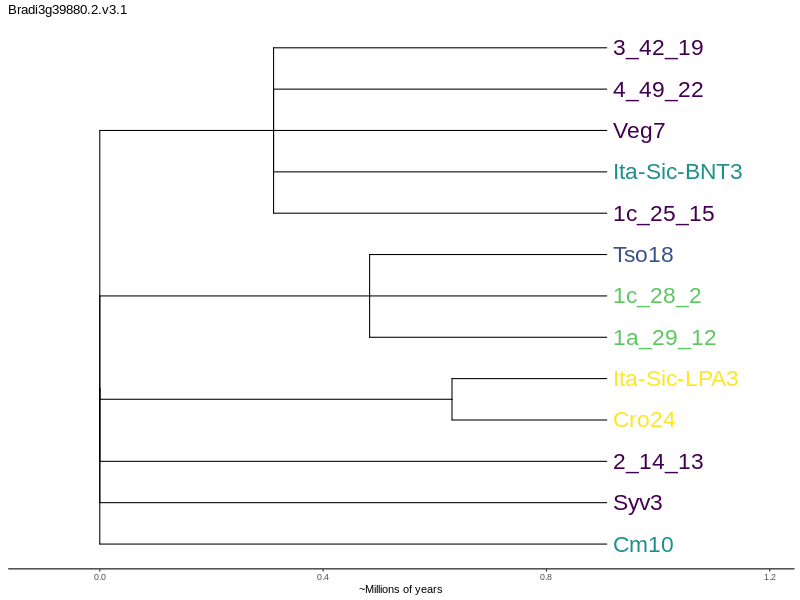 Bradi3g39880.2.v3.1
3_42_19
4_49_22
Veg7
Ita-Sic-BNT3
1c_25_15
Tso18
1c_28_2
1a_29_12
Ita-Sic-LPA3
Cro24
2_14_13
Syv3
Cm10
0.0 0.4 0.8 1.2
~Millions of years